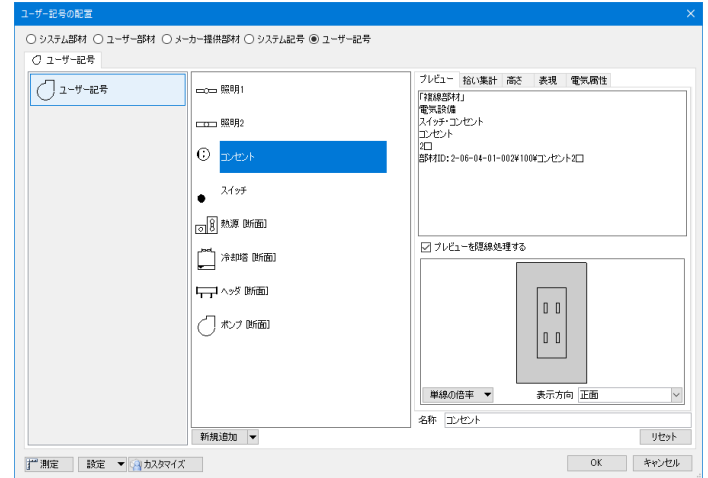 ユーザー記号の配置
システム部材 ユーザー部材 メーカー提供部材 システム記号 ユーザー記号
ユーザー記号
ユーザー記号
照明1
照明2
コンセント
スイッチ
熱源 [断面]
冷却塔 [断面]
ヘッダ [断面]
ポンプ [断面]
新規追加
プレビュー 拾い集計 高さ 表現 電気属性
「複線部材」
電気設備
スイッチ・コンセント
コンセント
2口
部材ID:2-06-04-01-002¥100¥コンセント2口
プレビューを隠線処理する
単線の倍率 表示方向 正面
名称 コンセント
リセット
測定 設定 カスタマイズ OK キャンセル